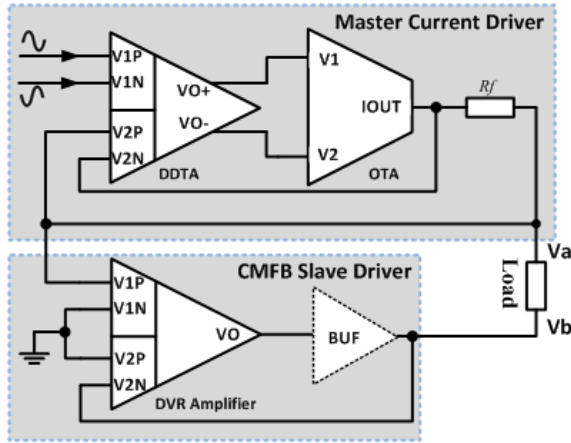 Master Current Driver
V1P
V1N
V2P
V2N
VO+
VO-
DDTA
V1
V2
IOUT
OTA
Rf
Va
Load
Vb
CMFB Slave Driver
V1P
V1N
V2P
V2N
VO
DVR Amplifier
BUF